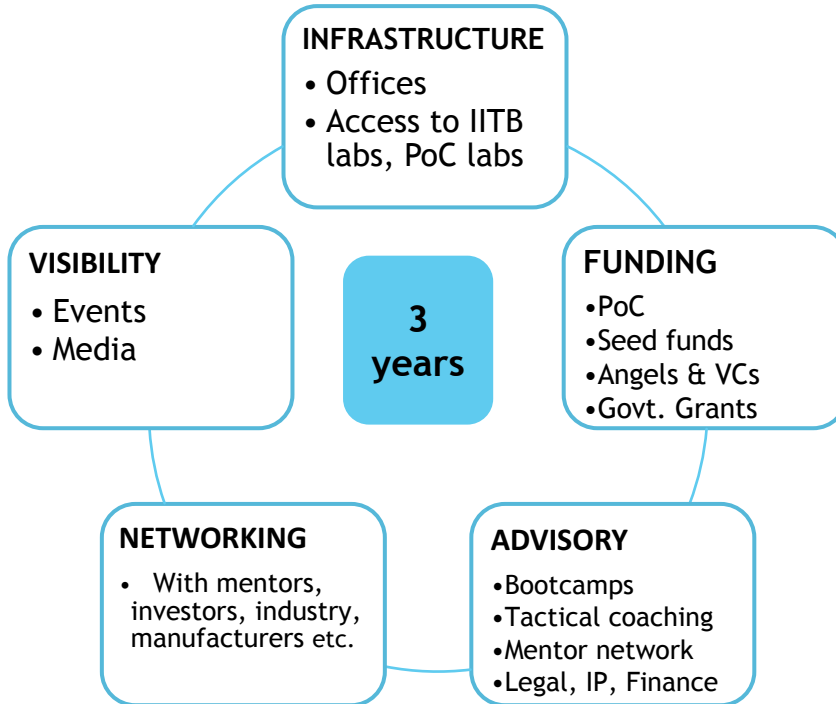 INFRASTRUCTURE
• Offices
• Access to IITB
labs, PoC labs
VISIBILITY
• Events
• Media
3
years
FUNDING
•PoC
•Seed funds
•Angels & VCs
•Govt. Grants
NETWORKING
• With mentors,
investors, industry,
manufacturers etc.
ADVISORY
•Bootcamps
•Tactical coaching
•Mentor network
•Legal, IP, Finance